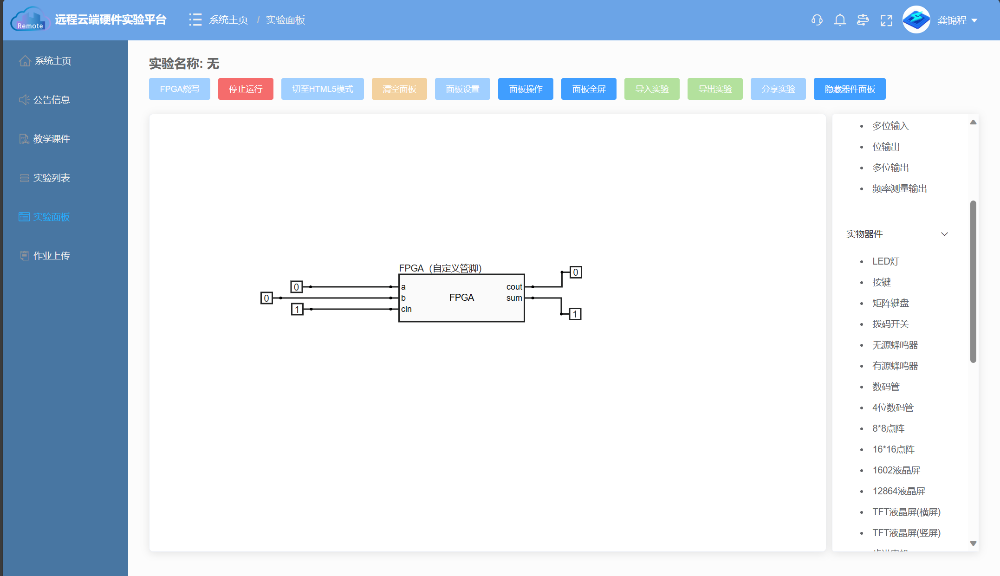 Remote
远程云端硬件实验平台
系统主页 / 实验面板
龚锦程
系统主页
公告信息
教学课件
实验列表
实验面板
作业上传
实验名称: 无
FPGA烧写
停止运行
切至HTML5模式
清空面板
面板设置
面板操作
面板全屏
导入实验
导出实验
分享实验
隐藏器件面板
FPGA（自定义管脚）
0
0
1
a
b
cin
FPGA
cout
sum
0
1
多位输入
位输出
多位输出
频率测量输出
实物器件
LED灯
按键
矩阵键盘
拨码开关
无源蜂鸣器
有源蜂鸣器
数码管
4位数码管
8*8点阵
16*16点阵
1602液晶屏
12864液晶屏
TFT液晶屏(横屏)
TFT液晶屏(竖屏)